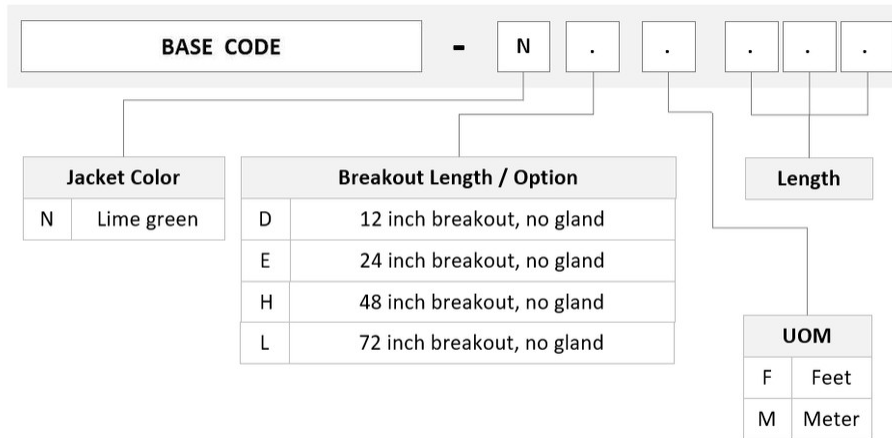 BASE CODE - N . . . . .
Jacket Color
N Lime green
Breakout Length / Option
D 12 inch breakout, no gland
E 24 inch breakout, no gland
H 48 inch breakout, no gland
L 72 inch breakout, no gland
Length
UOM
F Feet
M Meter